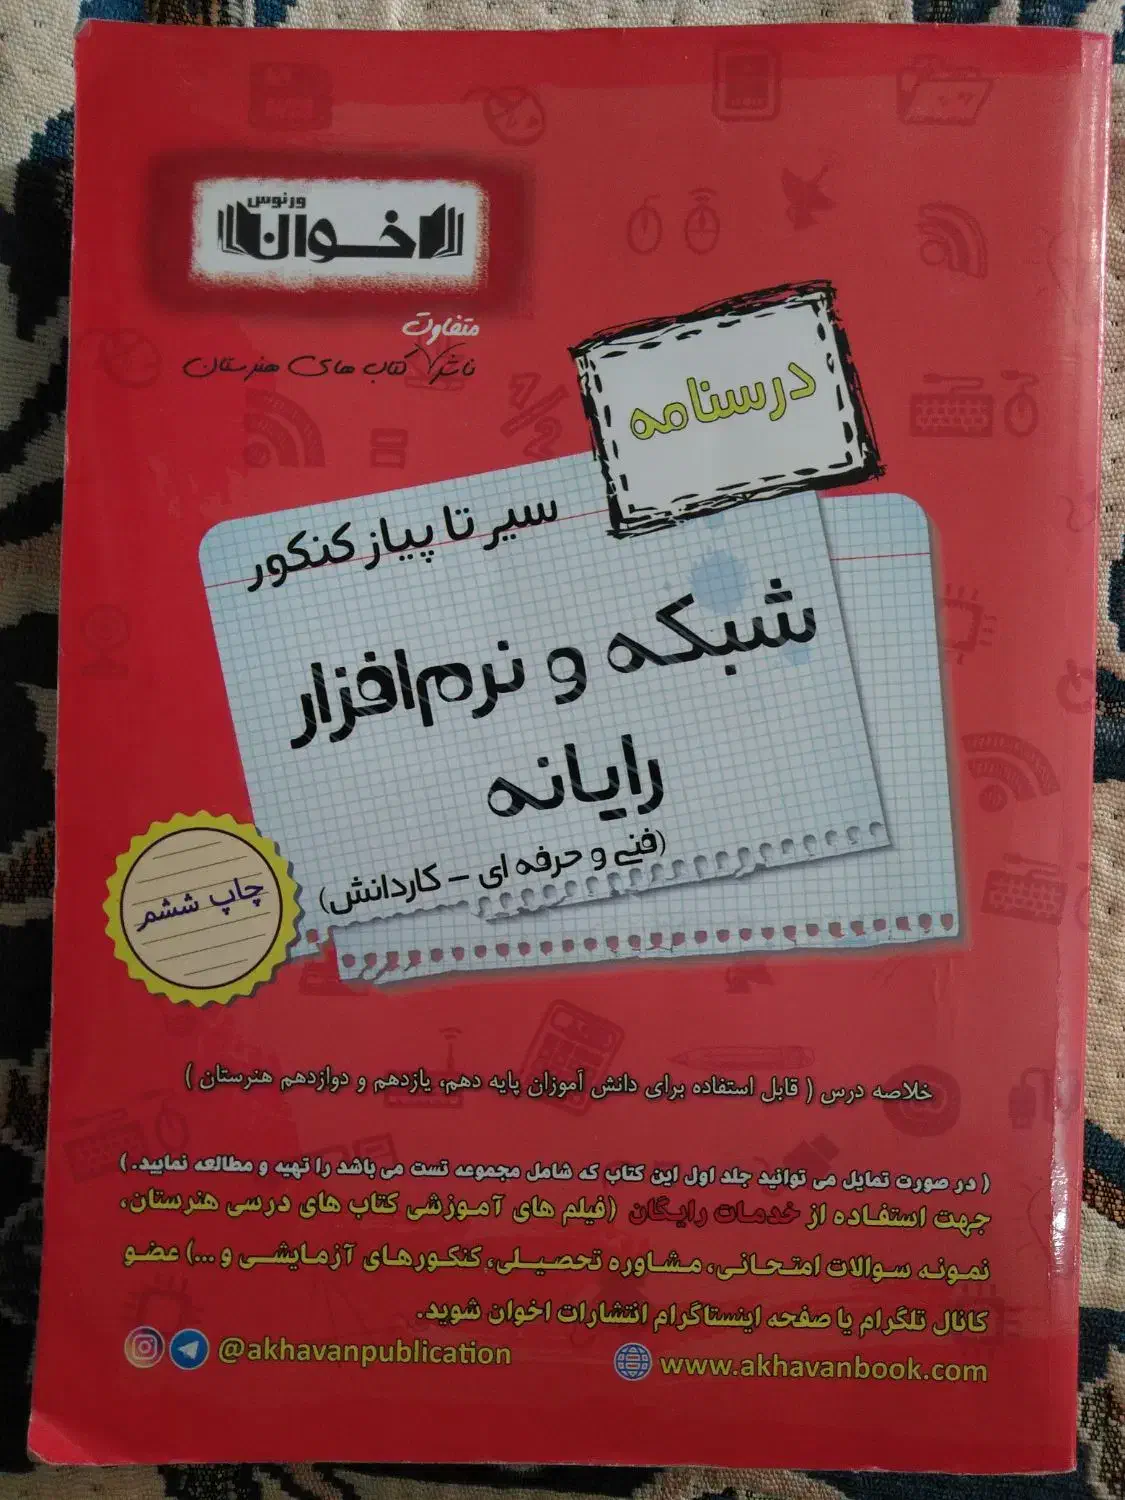 ورنوس
اخوان
متفاوت
ناشر کتاب های هنرستان
درسنامه
سیر تا پیاز کنکور
شبکه و نرم‌افزار
رایانه
(فنی و حرفه ای - کاردانش)
چاپ ششم
خلاصه درس ( قابل استفاده برای دانش آموزان پایه دهم، یازدهم و دوازدهم هنرستان )
( در صورت تمایل می توانید جلد اول این کتاب که شامل مجموعه تست می باشد را تهیه و مطالعه نمایید. )
جهت استفاده از خدمات رایگان (فیلم های آموزشی کتاب های درسی هنرستان،
نمونه سوالات امتحانی، مشاوره تحصیلی، کنکورهای آزمایشی و ...) عضو
کانال تلگرام یا صفحه اینستاگرام انتشارات اخوان شوید.
@akhavanpublication
www.akhavanbook.com